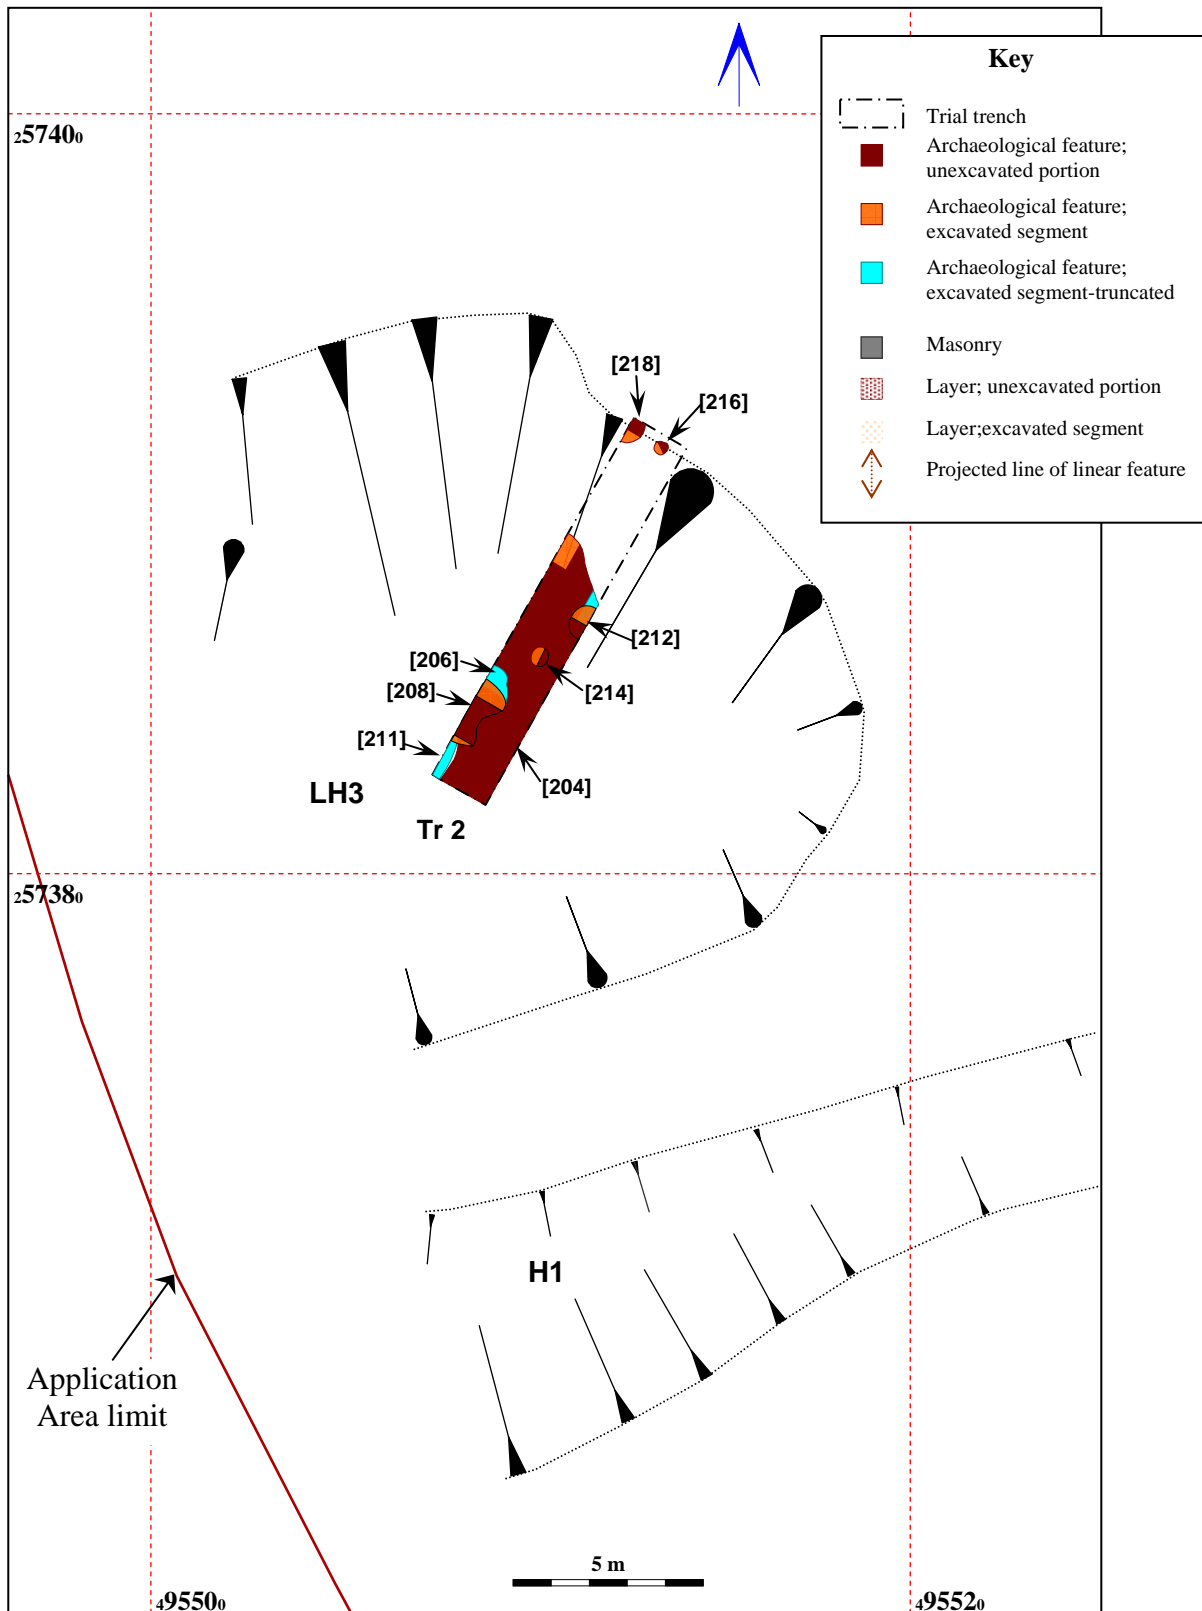 Key
Trial trench
Archaeological feature;
unexcavated portion
Archaeological feature;
excavated segment
Archaeological feature;
excavated segment-truncated
Masonry
Layer; unexcavated portion
Layer;excavated segment
Projected line of linear feature
257400
[218]
[216]
[212]
[206]
[214]
[208]
[211]
[204]
LH3
Tr 2
257380
H1
Application
Area limit
5 m
495500
495520